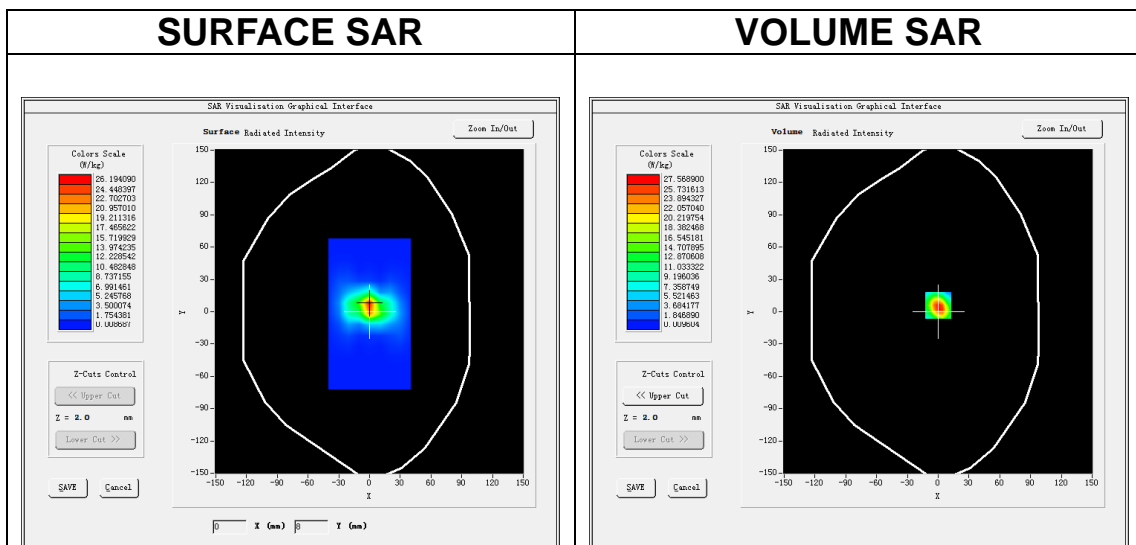 SURFACE SAR
VOLUME SAR
SAR Visualisation Graphical Interface
Surface Radiated Intensity
Zoom In/Out
Colors Scale
(W/kg)
26.194090
24.448397
22.702703
20.957010
19.211316
17.465622
15.719929
13.974235
12.228542
10.482848
8.737155
6.991461
5.245768
3.500074
1.754381
0.008687
Z-Cuts Control
<< Upper Cut
Z = 2.0 mm
Lower Cut >>
SAVE
Cancel
150
120
90
60
30
0
-30
-60
-90
-120
-150
Y
-150 -120 -90 -60 -30 0 30 60 90 120 150
X
0 X (mm) 8 Y (mm)
SAR Visualisation Graphical Interface
Volume Radiated Intensity
Zoom In/Out
Colors Scale
(W/kg)
27.568900
25.731613
23.894327
22.057040
20.219754
18.382468
16.545181
14.707895
12.870608
11.033322
9.196036
7.358749
5.521463
3.684177
1.846890
0.009604
Z-Cuts Control
<< Upper Cut
Z = 2.0 mm
Lower Cut >>
SAVE
Cancel
150
120
90
60
30
0
-30
-60
-90
-120
-150
Y
-150 -120 -90 -60 -30 0 30 60 90 120 150
X